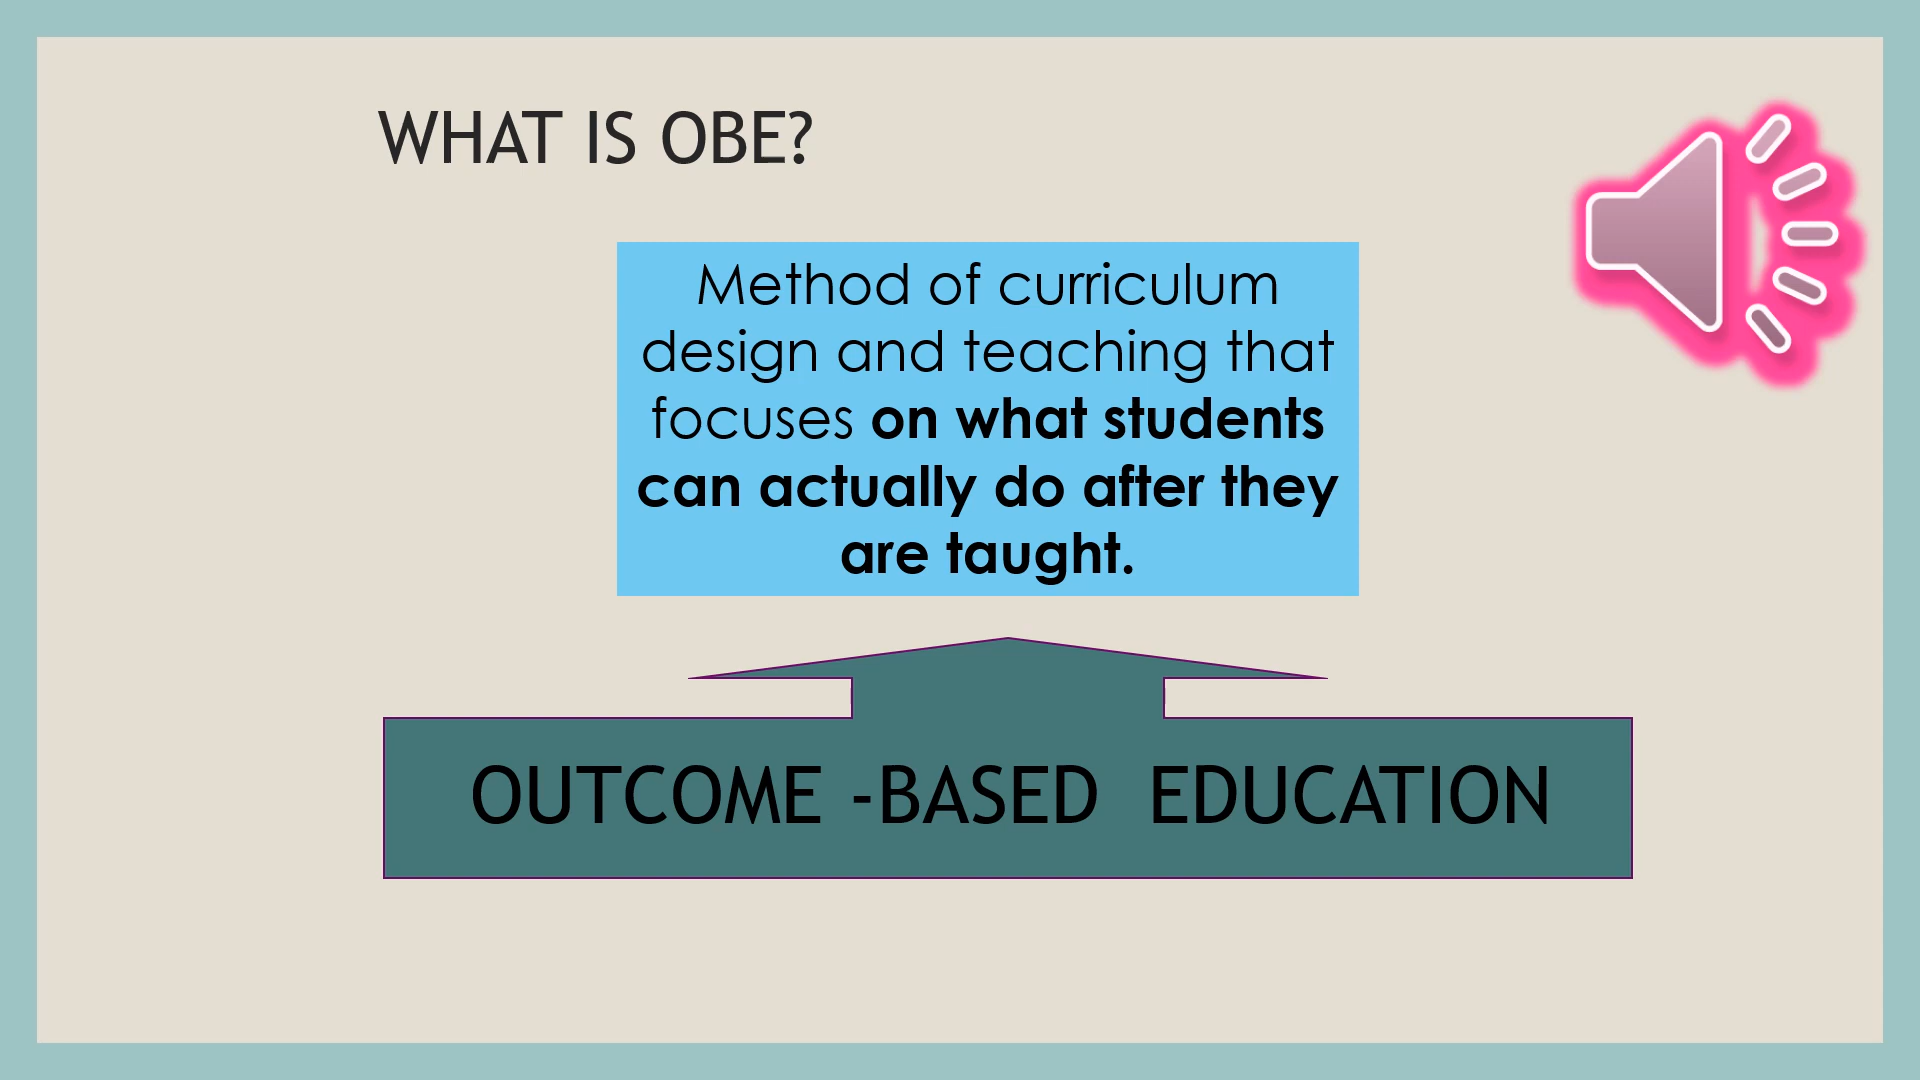 WHAT IS OBE?
Method of curriculum
design and teaching that
focuses on what students
can actually do after they
are taught.
OUTCOME -BASED  EDUCATION